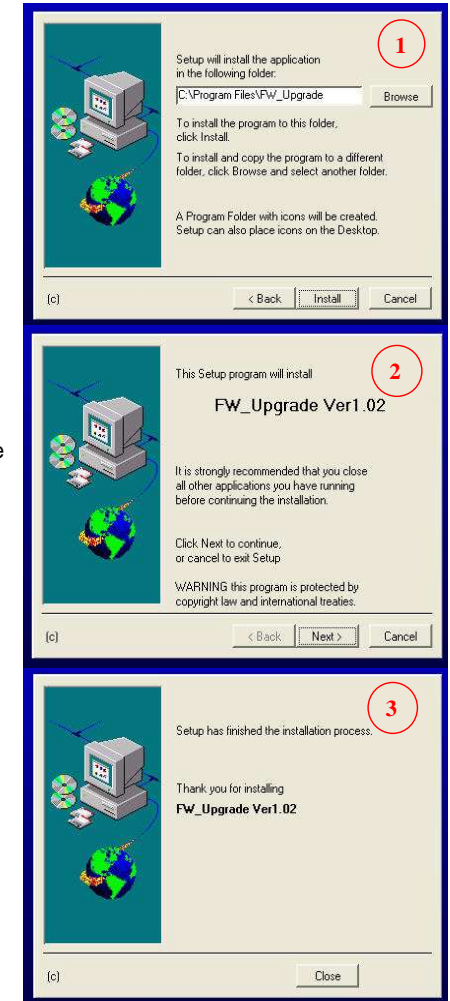 1
Setup will install the application
in the following folder:
C:\Program Files\FW_Upgrade
Browse
To install the program to this folder,
click Install.
To install and copy the program to a different
folder, click Browse and select another folder.
A Program Folder with icons will be created.
Setup can also place icons on the Desktop.
(c)
< Back Install Cancel
2
This Setup program will install
FW_Upgrade Ver1.02
e
It is strongly recommended that you close
all other applications you have running
before continuing the installation.
Click Next to continue,
or cancel to exit Setup
WARNING this program is protected by
copyright law and international treaties.
(c)
< Back Next > Cancel
3
Setup has finished the installation process.
Thank you for installing
FW_Upgrade Ver1.02
(c)
Close